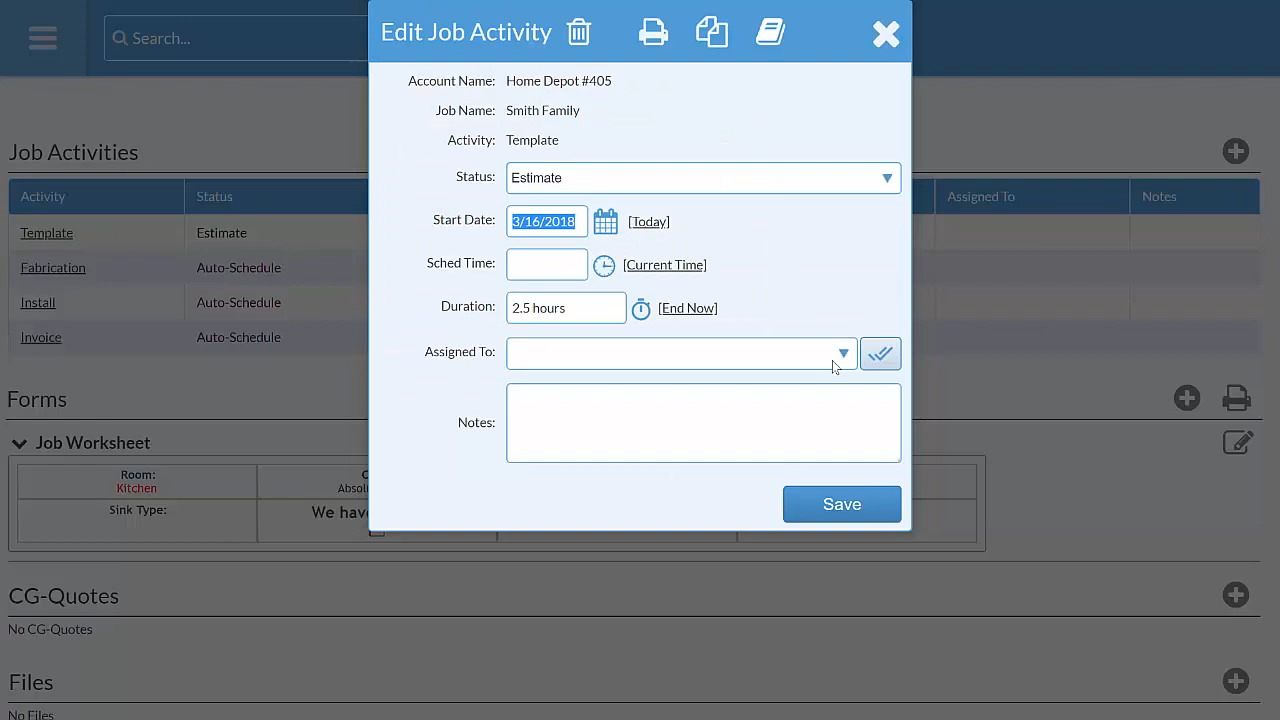 Search...
Edit Job Activity
Account Name: Home Depot #405
Job Name: Smith Family
Activity: Template
Status: Estimate
Start Date: 3/16/2018 [Today]
Sched Time: [Current Time]
Duration: 2.5 hours [End Now]
Assigned To:
Notes:
Save
Job Activities
Activity Status Assigned To Notes
Template Estimate
Fabrication Auto-Schedule
Install Auto-Schedule
Invoice Auto-Schedule
Forms
Job Worksheet
Room:
Kitchen
Sink Type:
We have
CG-Quotes
No CG-Quotes
Files
No Files